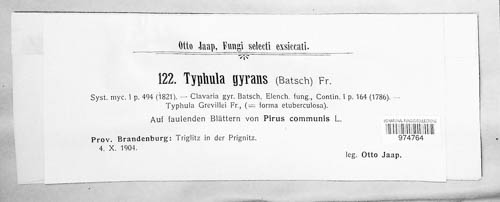 Otto Jaap, Fungi selecti exsiccati.
122. Typhula gyrans (Batsch) Fr.
Syst. myc. I p. 494 (1821). — Clavaria gyr. Batsch, Elench. fung., Contin. I p. 164 (1786). —
Typhula Grevillei Fr., (= forma etuberculosa).
Auf faulenden Blättern von Pirus communis L.
Prov. Brandenburg: Triglitz in der Prignitz.
4. X. 1904.
leg. Otto Jaap.
974764